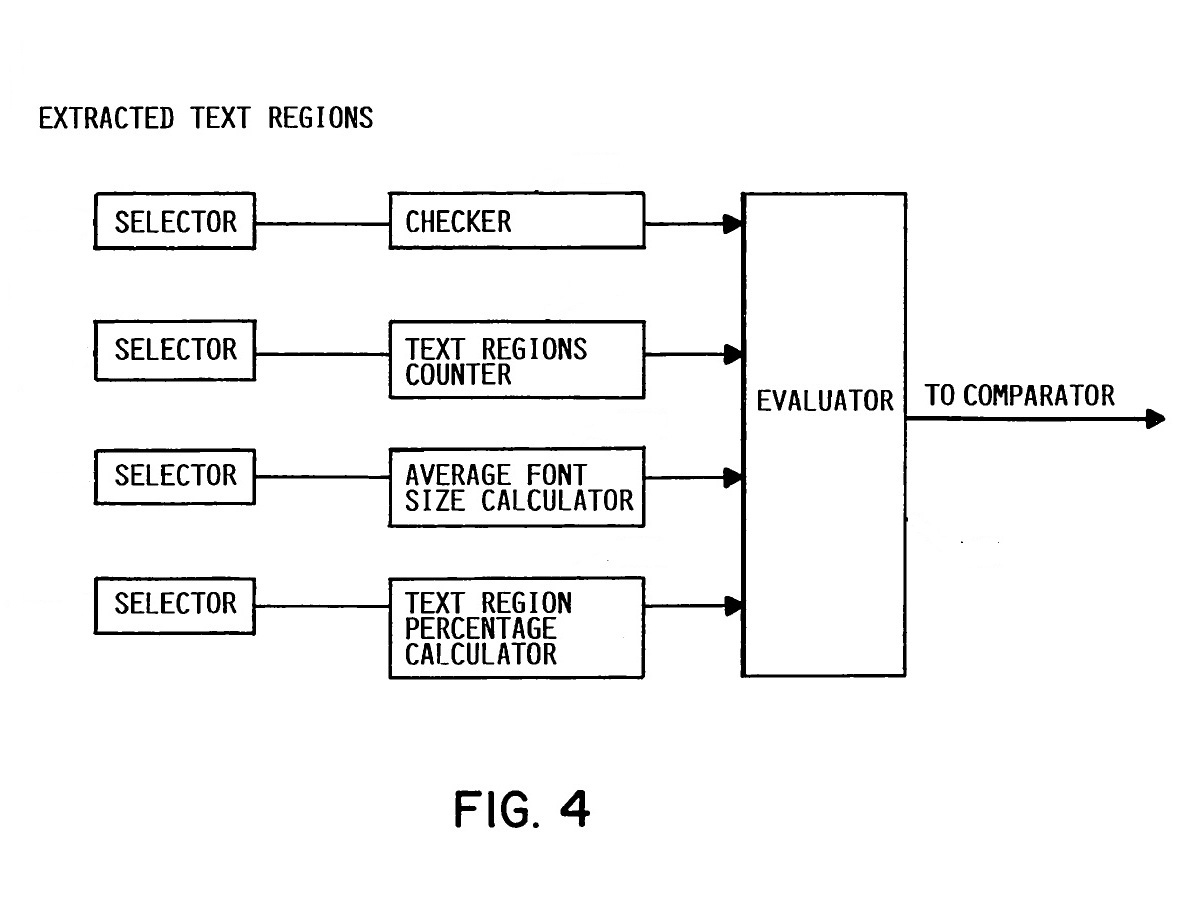 EXTRACTED TEXT REGIONS
SELECTOR
CHECKER
SELECTOR
TEXT REGIONS
COUNTER
SELECTOR
AVERAGE FONT
SIZE CALCULATOR
SELECTOR
TEXT REGION
PERCENTAGE
CALCULATOR
EVALUATOR
TO COMPARATOR
FIG. 4